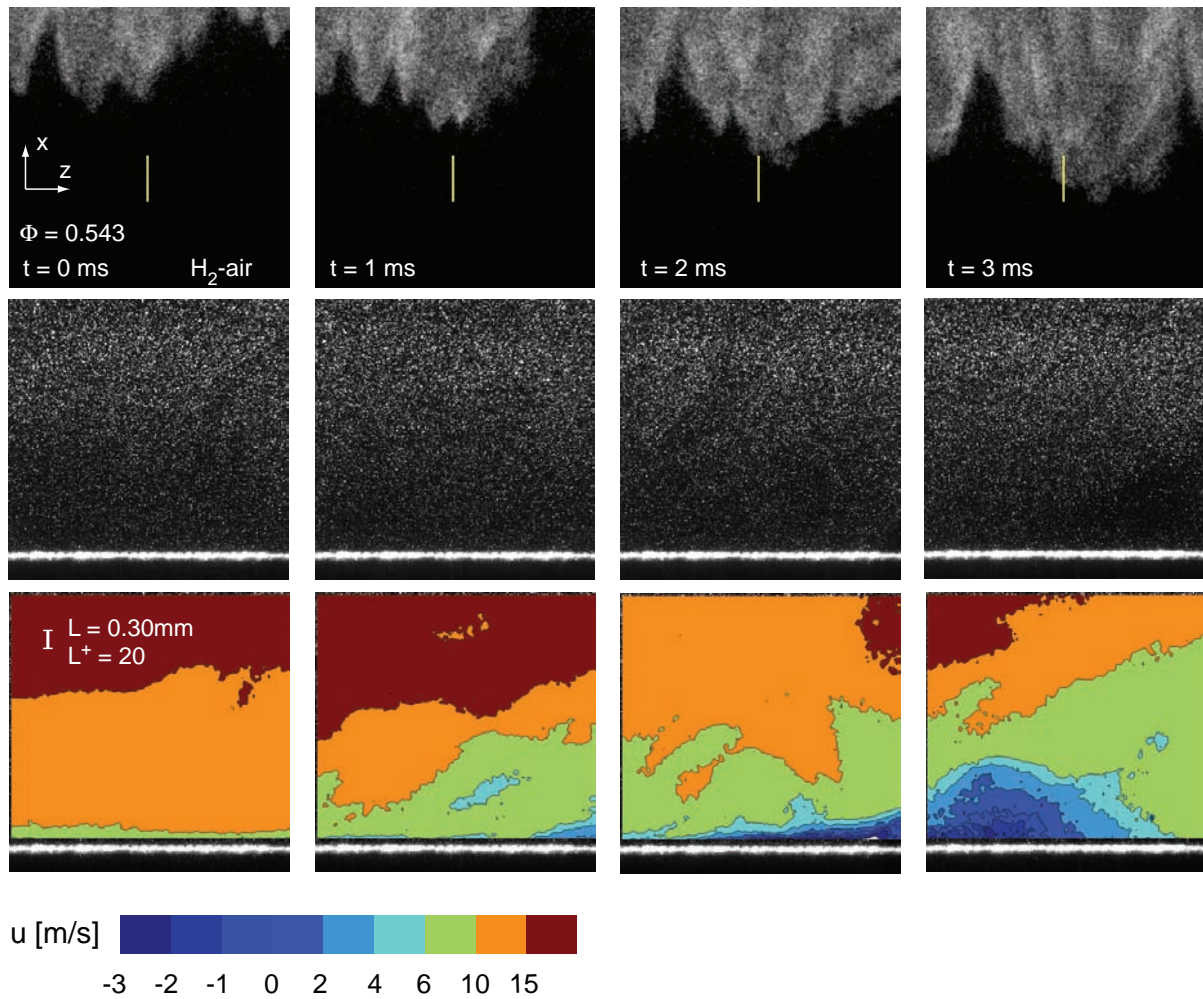 x
z
Φ = 0.543
t = 0 ms H₂-air
t = 1 ms
t = 2 ms
t = 3 ms
L = 0.30mm
L⁺ = 20
u [m/s]
-3 -2 -1 0 2 4 6 10 15